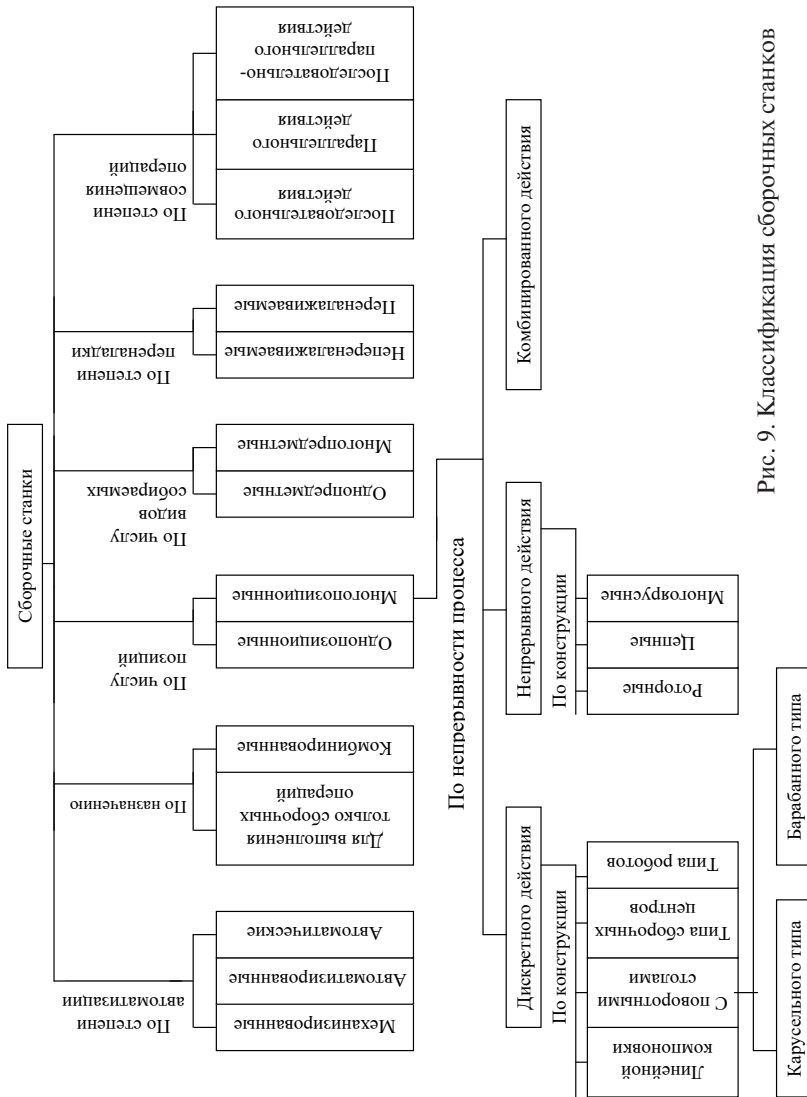 Сборочные станки
По степени
автоматизации
Механизированные
Автоматизированные
Автоматические
По назначению
Для выполнения
только сборочных
операций
Комбинированные
По числу
позиций
Однопозиционные
Многопозиционные
По числу
видов
собираемых
Однопредметные
Многопредметные
По степени
переналадки
Непереналаживаемые
Переналаживаемые
По степени
совмещения
операций
Последовательного
действия
Параллельного
действия
Последовательно-
параллельного
действия
По непрерывности процесса
Дискретного действия
Непрерывного действия
Комбинированного действия
По конструкции
Линейной
компоновки
С поворотными
столами
Типа сборочных
центров
Типа роботов
По конструкции
Роторные
Цепные
Многоярусные
Карусельного типа
Барабанного типа
Рис. 9. Классификация сборочных станков